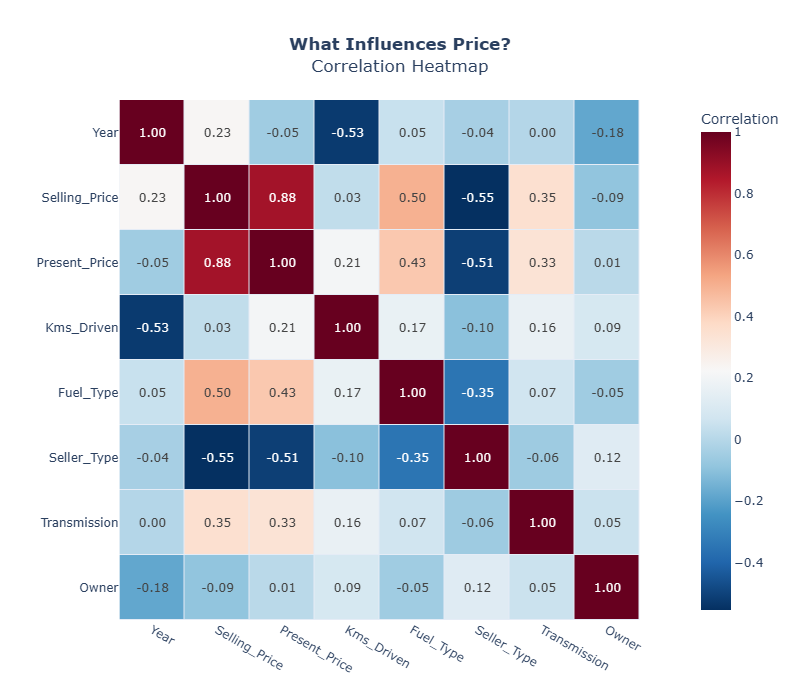 What Influences Price?
Correlation Heatmap
Correlation
Year 1.00 0.23 -0.05 -0.53 0.05 -0.04 0.00 -0.18
Selling_Price 0.23 1.00 0.88 0.03 0.50 -0.55 0.35 -0.09
Present_Price -0.05 0.88 1.00 0.21 0.43 -0.51 0.33 0.01
Kms_Driven -0.53 0.03 0.21 1.00 0.17 -0.10 0.16 0.09
Fuel_Type 0.05 0.50 0.43 0.17 1.00 -0.35 0.07 -0.05
Seller_Type -0.04 -0.55 -0.51 -0.10 -0.35 1.00 -0.06 0.12
Transmission 0.00 0.35 0.33 0.16 0.07 -0.06 1.00 0.05
Owner -0.18 -0.09 0.01 0.09 -0.05 0.12 0.05 1.00
Year Selling_Price Present_Price Kms_Driven Fuel_Type Seller_Type Transmission Owner
1
0.8
0.6
0.4
0.2
0
−0.2
−0.4